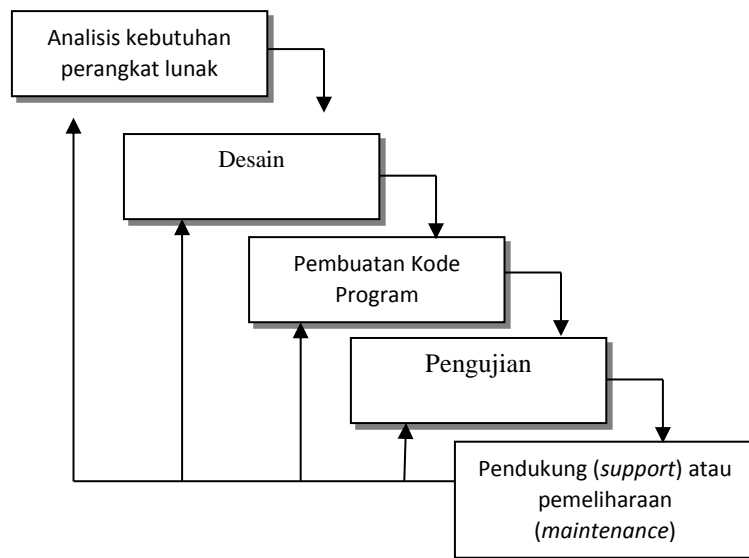 Analisis kebutuhan
perangkat lunak
Desain
Pembuatan Kode
Program
Pengujian
Pendukung (support) atau
pemeliharaan
(maintenance)